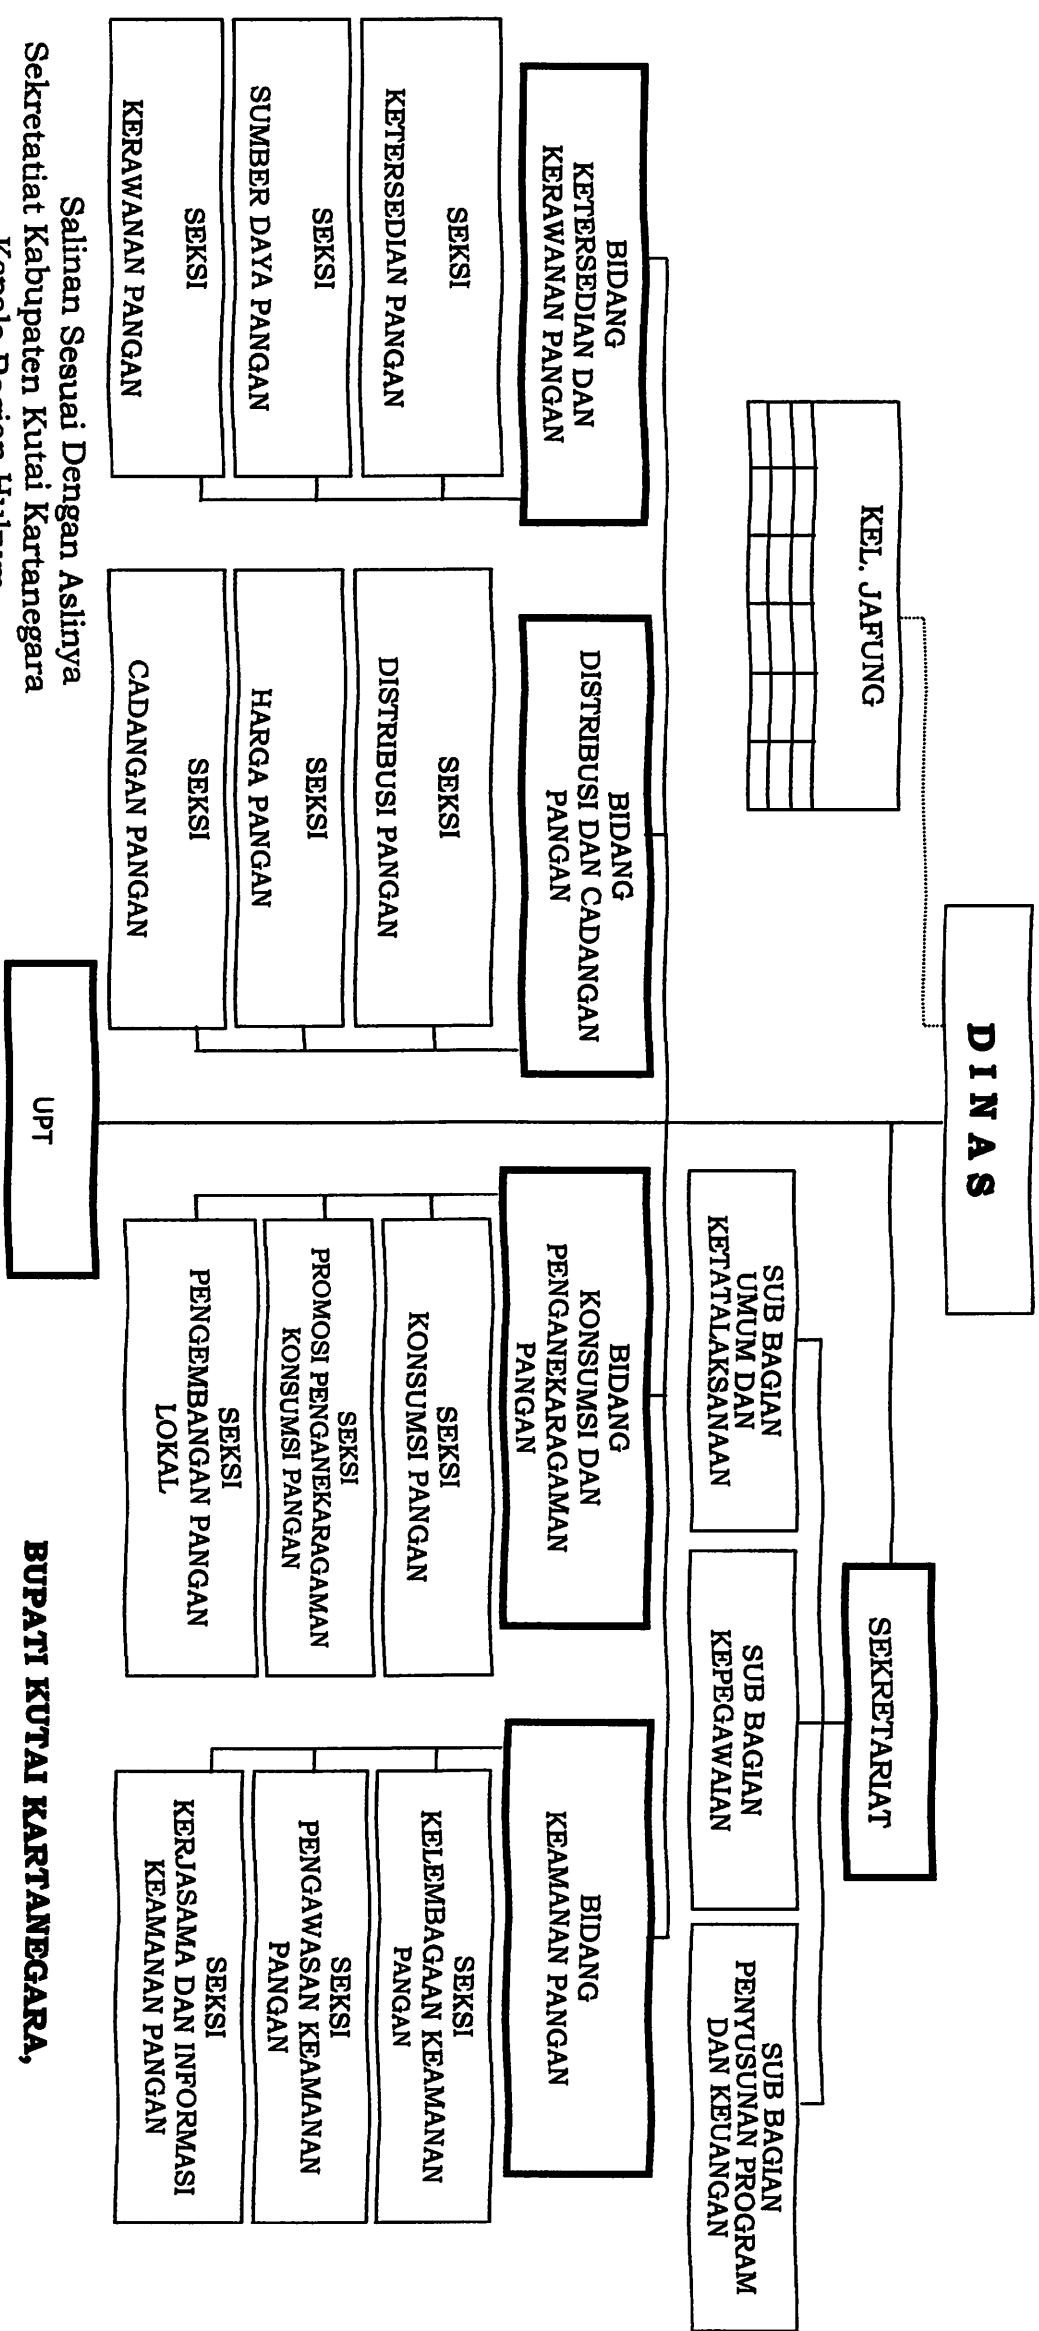 DINAS
KEL. JAFUNG
SEKRETARIAT
SUB BAGIAN
UMUM DAN
KETATALAKSANAAN
SUB BAGIAN
KEPEGAWAIAN
SUB BAGIAN
PENYUSUNAN PROGRAM
DAN KEUANGAN
BIDANG
KETERSEDIAN DAN
KERAWANAN PANGAN
SEKSI
KETERSEDIAN PANGAN
SEKSI
SUMBER DAYA PANGAN
SEKSI
KERAWANAN PANGAN
BIDANG
DISTRIBUSI DAN CADANGAN
PANGAN
SEKSI
DISTRIBUSI PANGAN
SEKSI
HARGA PANGAN
SEKSI
CADANGAN PANGAN
BIDANG
KONSUMSI DAN
PENGANEKARAGAMAN
PANGAN
SEKSI
KONSUMSI PANGAN
SEKSI
PROMOSI PENGANEKARAGAMAN
KONSUMSI PANGAN
SEKSI
PENGEMBANGAN PANGAN
LOKAL
BIDANG
KEAMANAN PANGAN
SEKSI
KELEMBAGAAN KEAMANAN
PANGAN
SEKSI
PENGAWASAN KEAMANAN
PANGAN
SEKSI
KERJASAMA DAN INFORMASI
KEAMANAN PANGAN
UPT
Salinan Sesuai Dengan Aslinya
Sekretatiat Kabupaten Kutai Kartanegara
Kepala Bagian Hukum
BUPATI KUTAI KARTANEGARA,